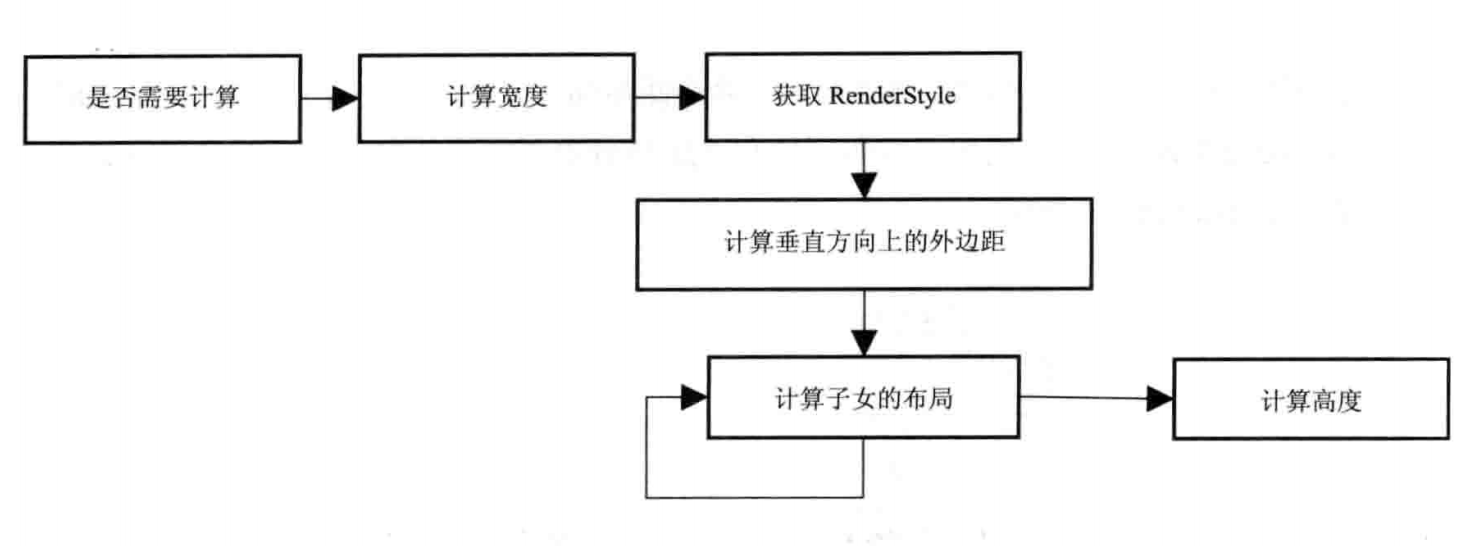 是否需要计算
计算宽度
获取 RenderStyle
计算垂直方向上的外边距
计算子女的布局
计算高度